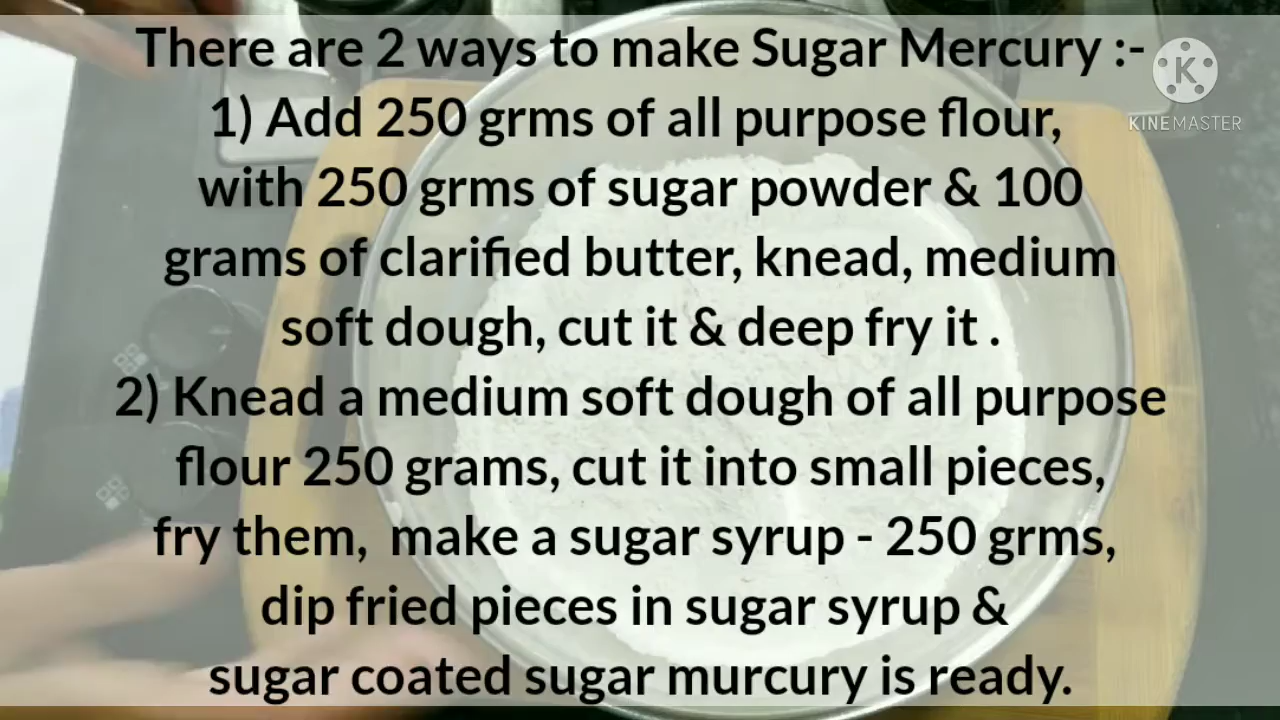 There are 2 ways to make Sugar Mercury :-
1) Add 250 grms of all purpose flour,
with 250 grms of sugar powder & 100
grams of clarified butter, knead, medium
soft dough, cut it & deep fry it .
2) Knead a medium soft dough of all purpose
flour 250 grams, cut it into small pieces,
fry them,  make a sugar syrup - 250 grms,
dip fried pieces in sugar syrup &
sugar coated sugar murcury is ready.
K
KINEMASTER